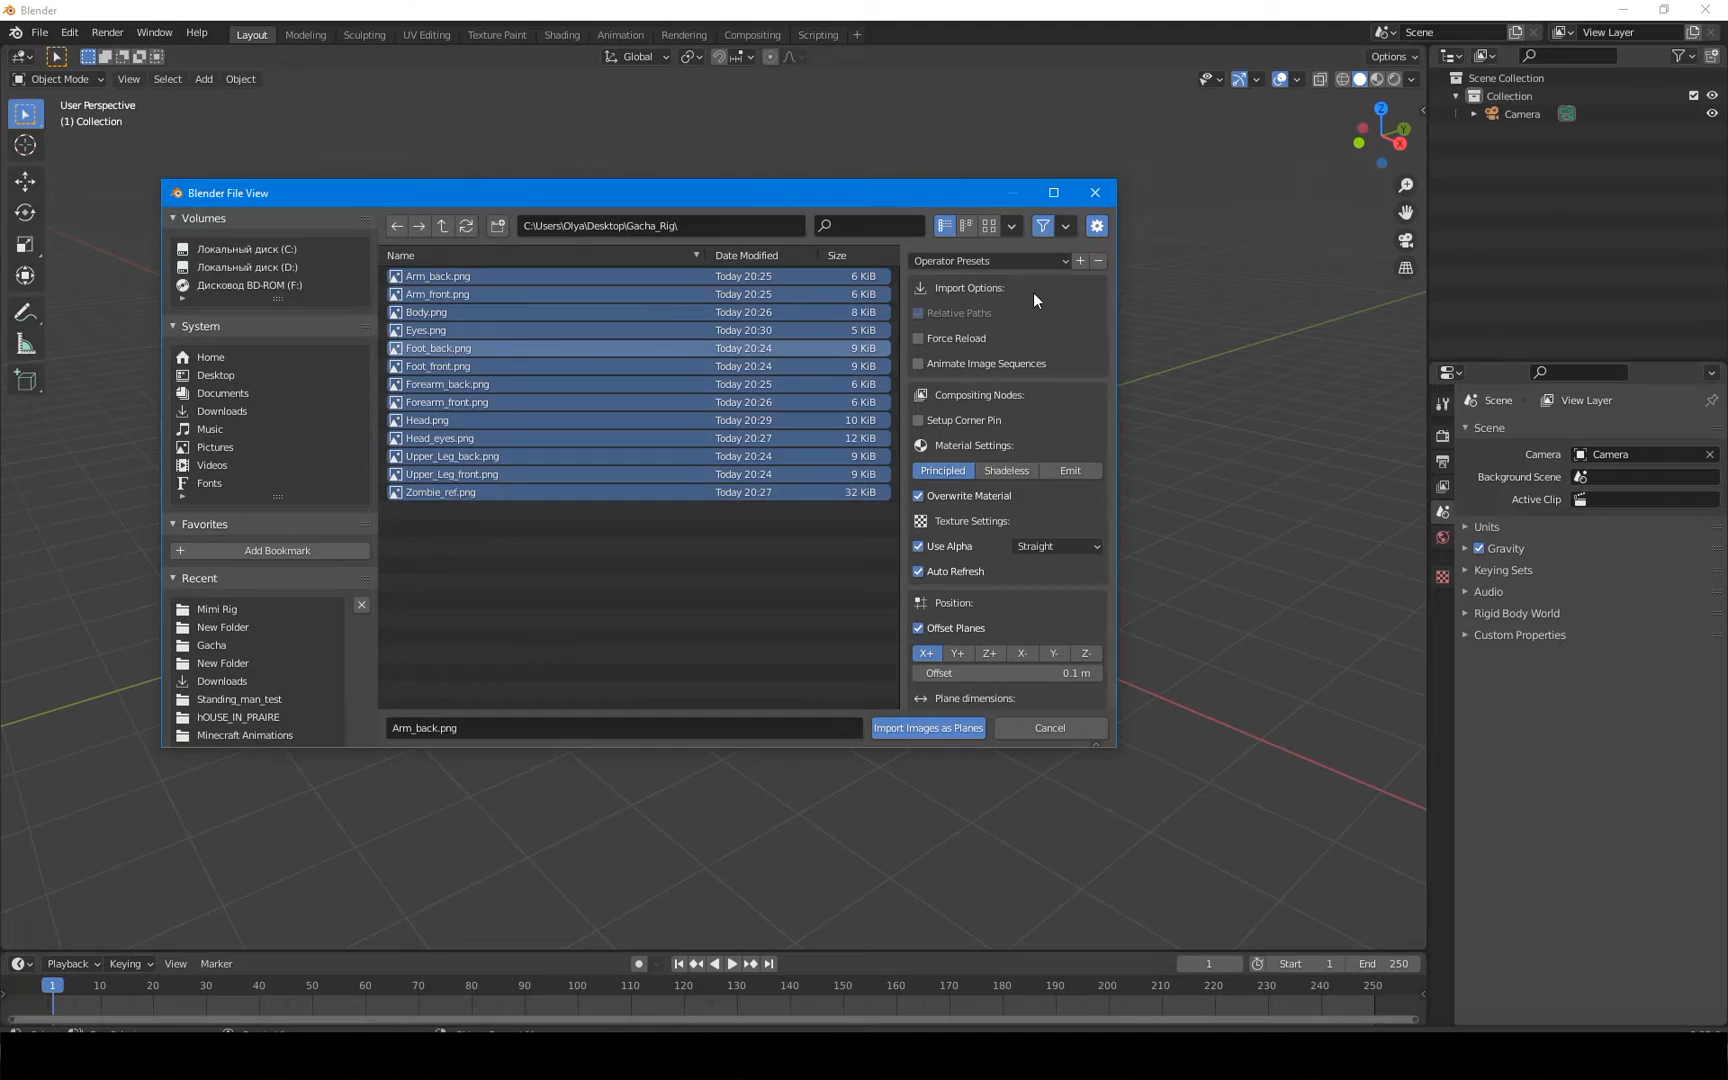 Blender
File Edit Render Window Help
Layout Modeling Sculpting UV Editing Texture Paint Shading Animation Rendering Compositing Scripting +
Scene
View Layer
Global
Options
Object Mode View Select Add Object
User Perspective
(1) Collection
Z
Y
X
Scene Collection
Collection
Camera
Blender File View
Volumes
Локальный диск (C:)
Локальный диск (D:)
Дисковод BD-ROM (F:)
System
Home
Desktop
Documents
Downloads
Music
Pictures
Videos
Fonts
Favorites
Add Bookmark
Recent
Mimi Rig
New Folder
Gacha
New Folder
Downloads
Standing_man_test
hOUSE_IN_PRAIRE
Minecraft Animations
C:\Users\Olya\Desktop\Gacha_Rig\
Name Date Modified Size
Arm_back.png Today 20:25 6 KiB
Arm_front.png Today 20:25 6 KiB
Body.png Today 20:26 8 KiB
Eyes.png Today 20:30 5 KiB
Foot_back.png Today 20:24 9 KiB
Foot_front.png Today 20:24 9 KiB
Forearm_back.png Today 20:25 6 KiB
Forearm_front.png Today 20:26 6 KiB
Head.png Today 20:29 10 KiB
Head_eyes.png Today 20:27 12 KiB
Upper_Leg_back.png Today 20:24 9 KiB
Upper_Leg_front.png Today 20:24 9 KiB
Zombie_ref.png Today 20:27 32 KiB
Operator Presets
Import Options:
Relative Paths
Force Reload
Animate Image Sequences
Compositing Nodes:
Setup Corner Pin
Material Settings:
Principled Shadeless Emit
Overwrite Material
Texture Settings:
Use Alpha Straight
Auto Refresh
Position:
Offset Planes
X+ Y+ Z+ X- Y- Z-
Offset 0.1 m
Plane dimensions:
Arm_back.png
Import Images as Planes Cancel
Scene View Layer
Scene
Camera Camera
Background Scene
Active Clip
Units
Gravity
Keying Sets
Audio
Rigid Body World
Custom Properties
Playback Keying View Marker
1 Start 1 End 250
1 10 20 30 40 50 60 70 80 90 100 110 120 130 140 150 160 170 180 190 200 210 220 230 240 250